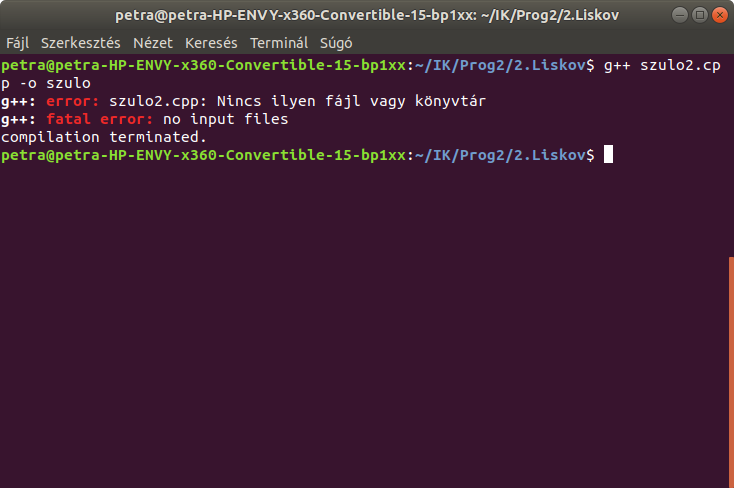 petra@petra-HP-ENVY-x360-Convertible-15-bp1xx: ~/IK/Prog2/2.Liskov
Fájl Szerkesztés Nézet Keresés Terminál Súgó
petra@petra-HP-ENVY-x360-Convertible-15-bp1xx:~/IK/Prog2/2.Liskov$ g++ szulo2.cp
p -o szulo
g++: error: szulo2.cpp: Nincs ilyen fájl vagy könyvtár
g++: fatal error: no input files
compilation terminated.
petra@petra-HP-ENVY-x360-Convertible-15-bp1xx:~/IK/Prog2/2.Liskov$